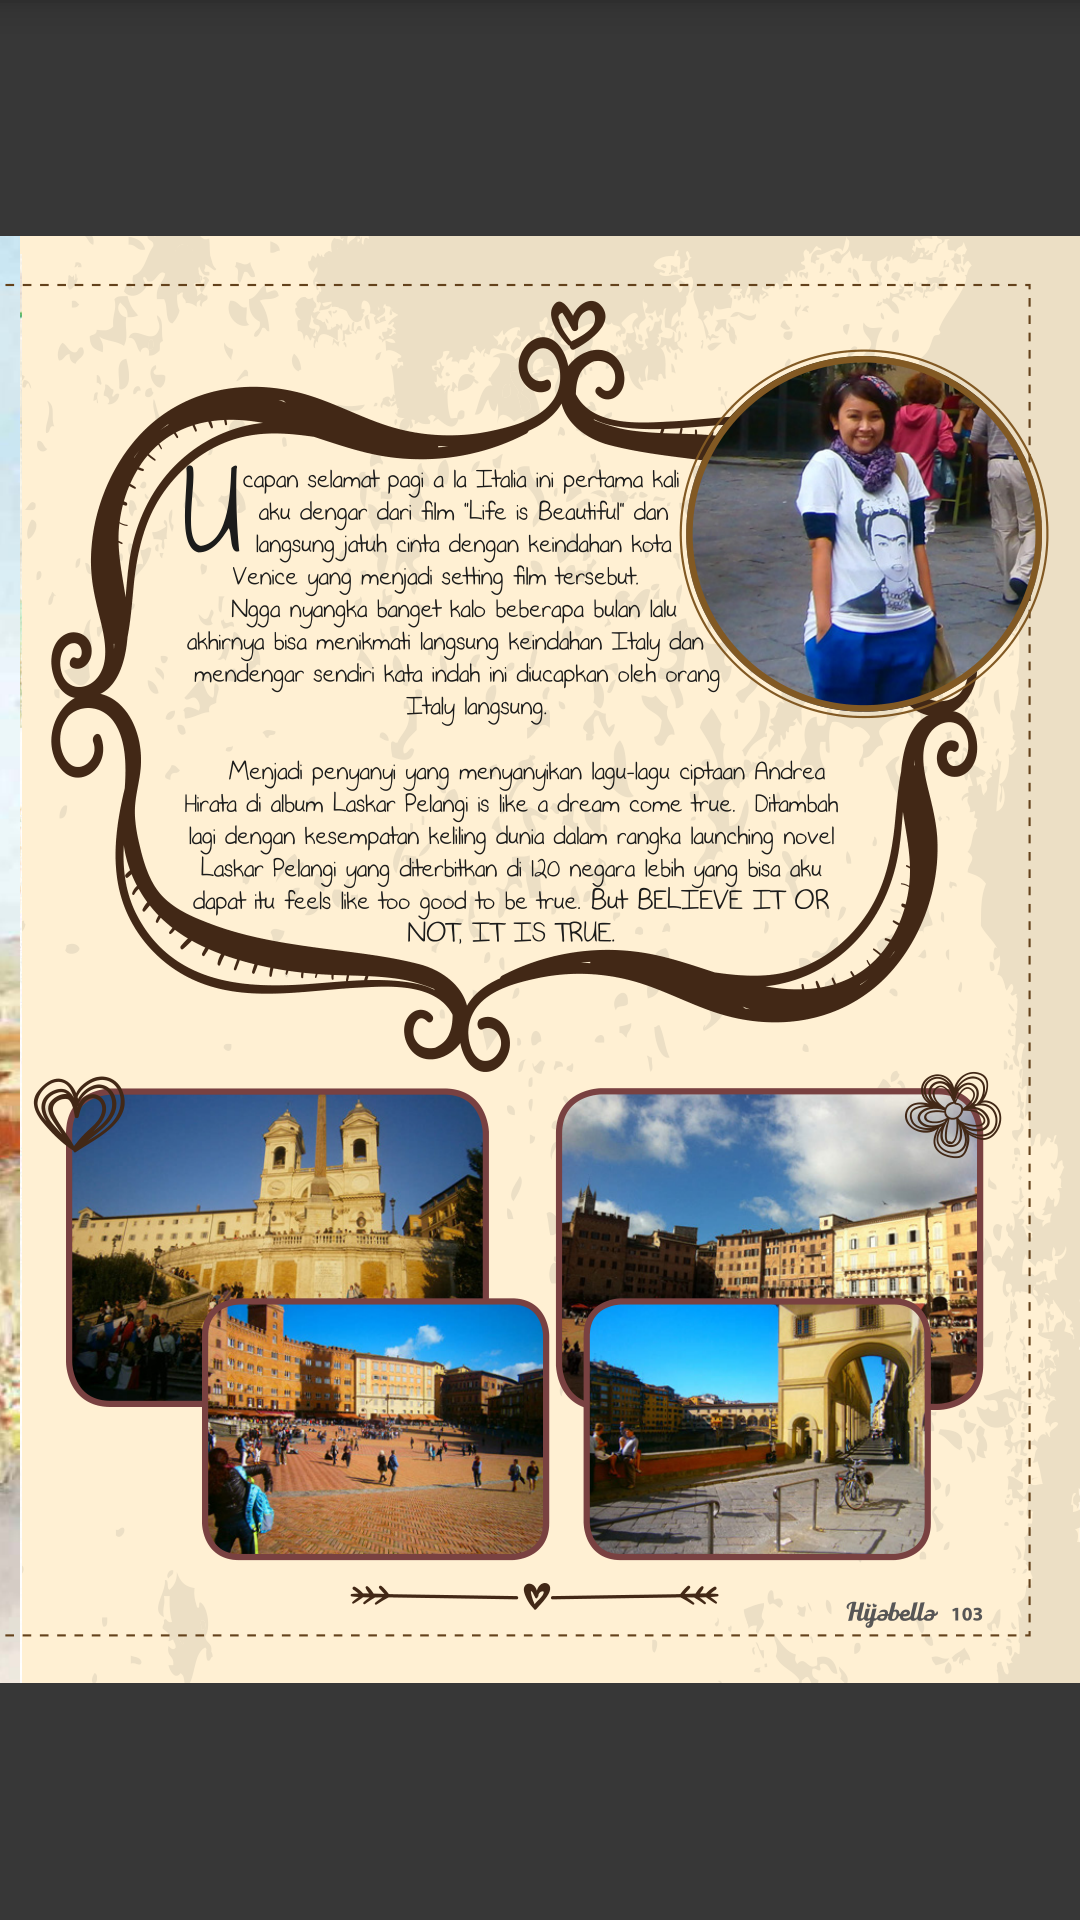 Ucapan selamat pagi a la Italia ini pertama kali
aku dengar dari film "Life is Beautiful" dan
langsung jatuh cinta dengan keindahan kota
Venice yang menjadi setting film tersebut.
Ngga nyangka banget kalo beberapa bulan lalu
akhirnya bisa menikmati langsung keindahan Italy dan
mendengar sendiri kata indah ini diucapkan oleh orang
Italy langsung.
Menjadi penyanyi yang menyanyikan lagu-lagu ciptaan Andrea
Hirata di album Laskar Pelangi is like a dream come true. Ditambah
lagi dengan kesempatan keliling dunia dalam rangka launching novel
Laskar Pelangi yang diterbitkan di 120 negara lebih yang bisa aku
dapat itu feels like too good to be true. But BELIEVE IT OR
NOT, IT IS TRUE.
Hijabella 103